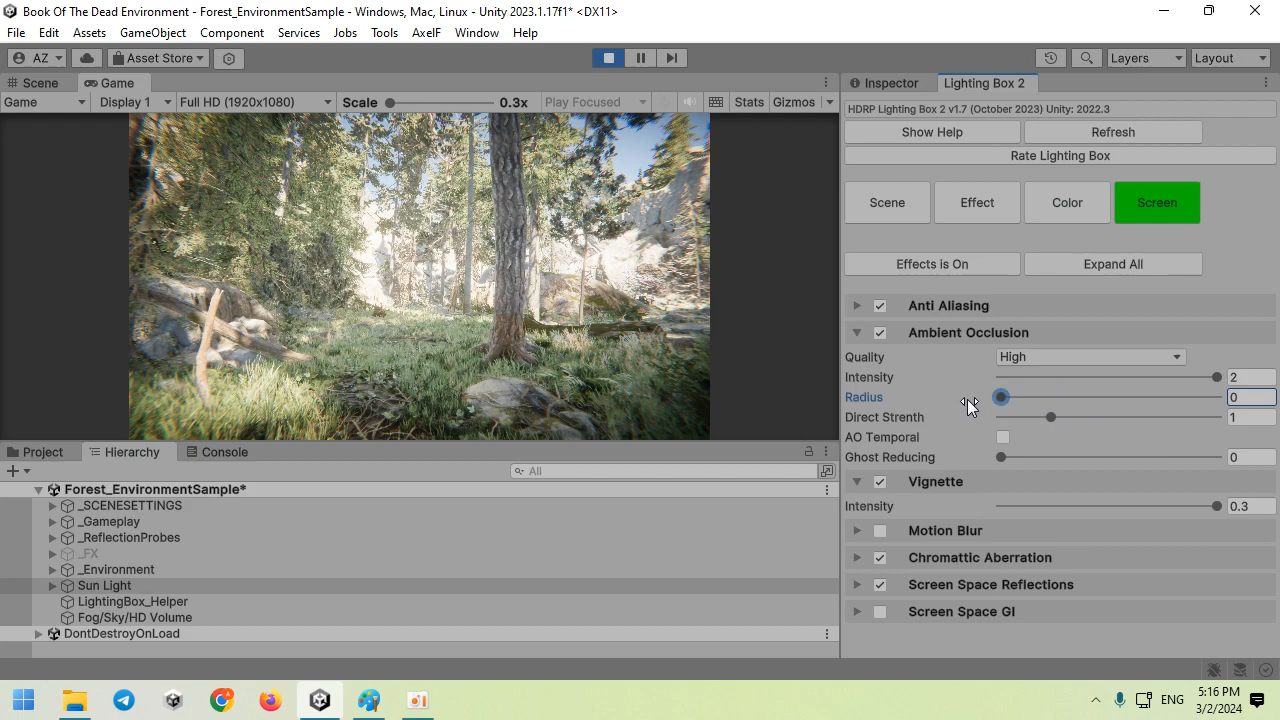 Book Of The Dead Environment - Forest_EnvironmentSample - Windows, Mac, Linux - Unity 2023.1.17f1* <DX11>
File Edit Assets GameObject Component Services Jobs Tools AxelF Window Help
AZ Asset Store Layers Layout
Scene Game Inspector Lighting Box 2
Game Display 1 Full HD (1920x1080) Scale 0.3x Play Focused Stats Gizmos
HDRP Lighting Box 2 v1.7 (October 2023) Unity: 2022.3
Show Help Refresh
Rate Lighting Box
Scene Effect Color Screen
Effects is On Expand All
Anti Aliasing
Ambient Occlusion
Quality High
Intensity 2
Radius 0
Direct Strenth 1
AO Temporal
Ghost Reducing 0
Vignette
Intensity 0.3
Motion Blur
Chromattic Aberration
Screen Space Reflections
Screen Space GI
Project Hierarchy Console
All
Forest_EnvironmentSample*
_SCENESETTINGS
_Gameplay
_ReflectionProbes
_FX
_Environment
Sun Light
LightingBox_Helper
Fog/Sky/HD Volume
DontDestroyOnLoad
ENG 5:16 PM
3/2/2024